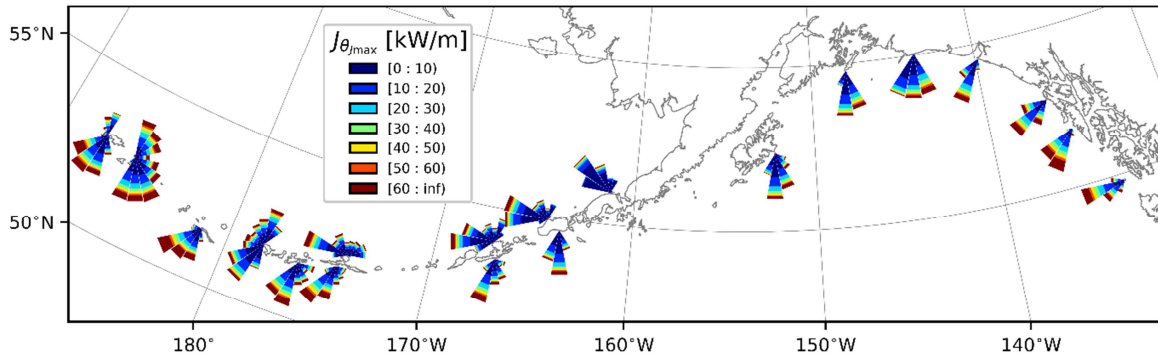 55°N
50°N
J_{θ_{Jmax}} [kW/m]
[0 : 10)
[10 : 20)
[20 : 30)
[30 : 40)
[40 : 50)
[50 : 60)
[60 : inf)
180°
170°W
160°W
150°W
140°W